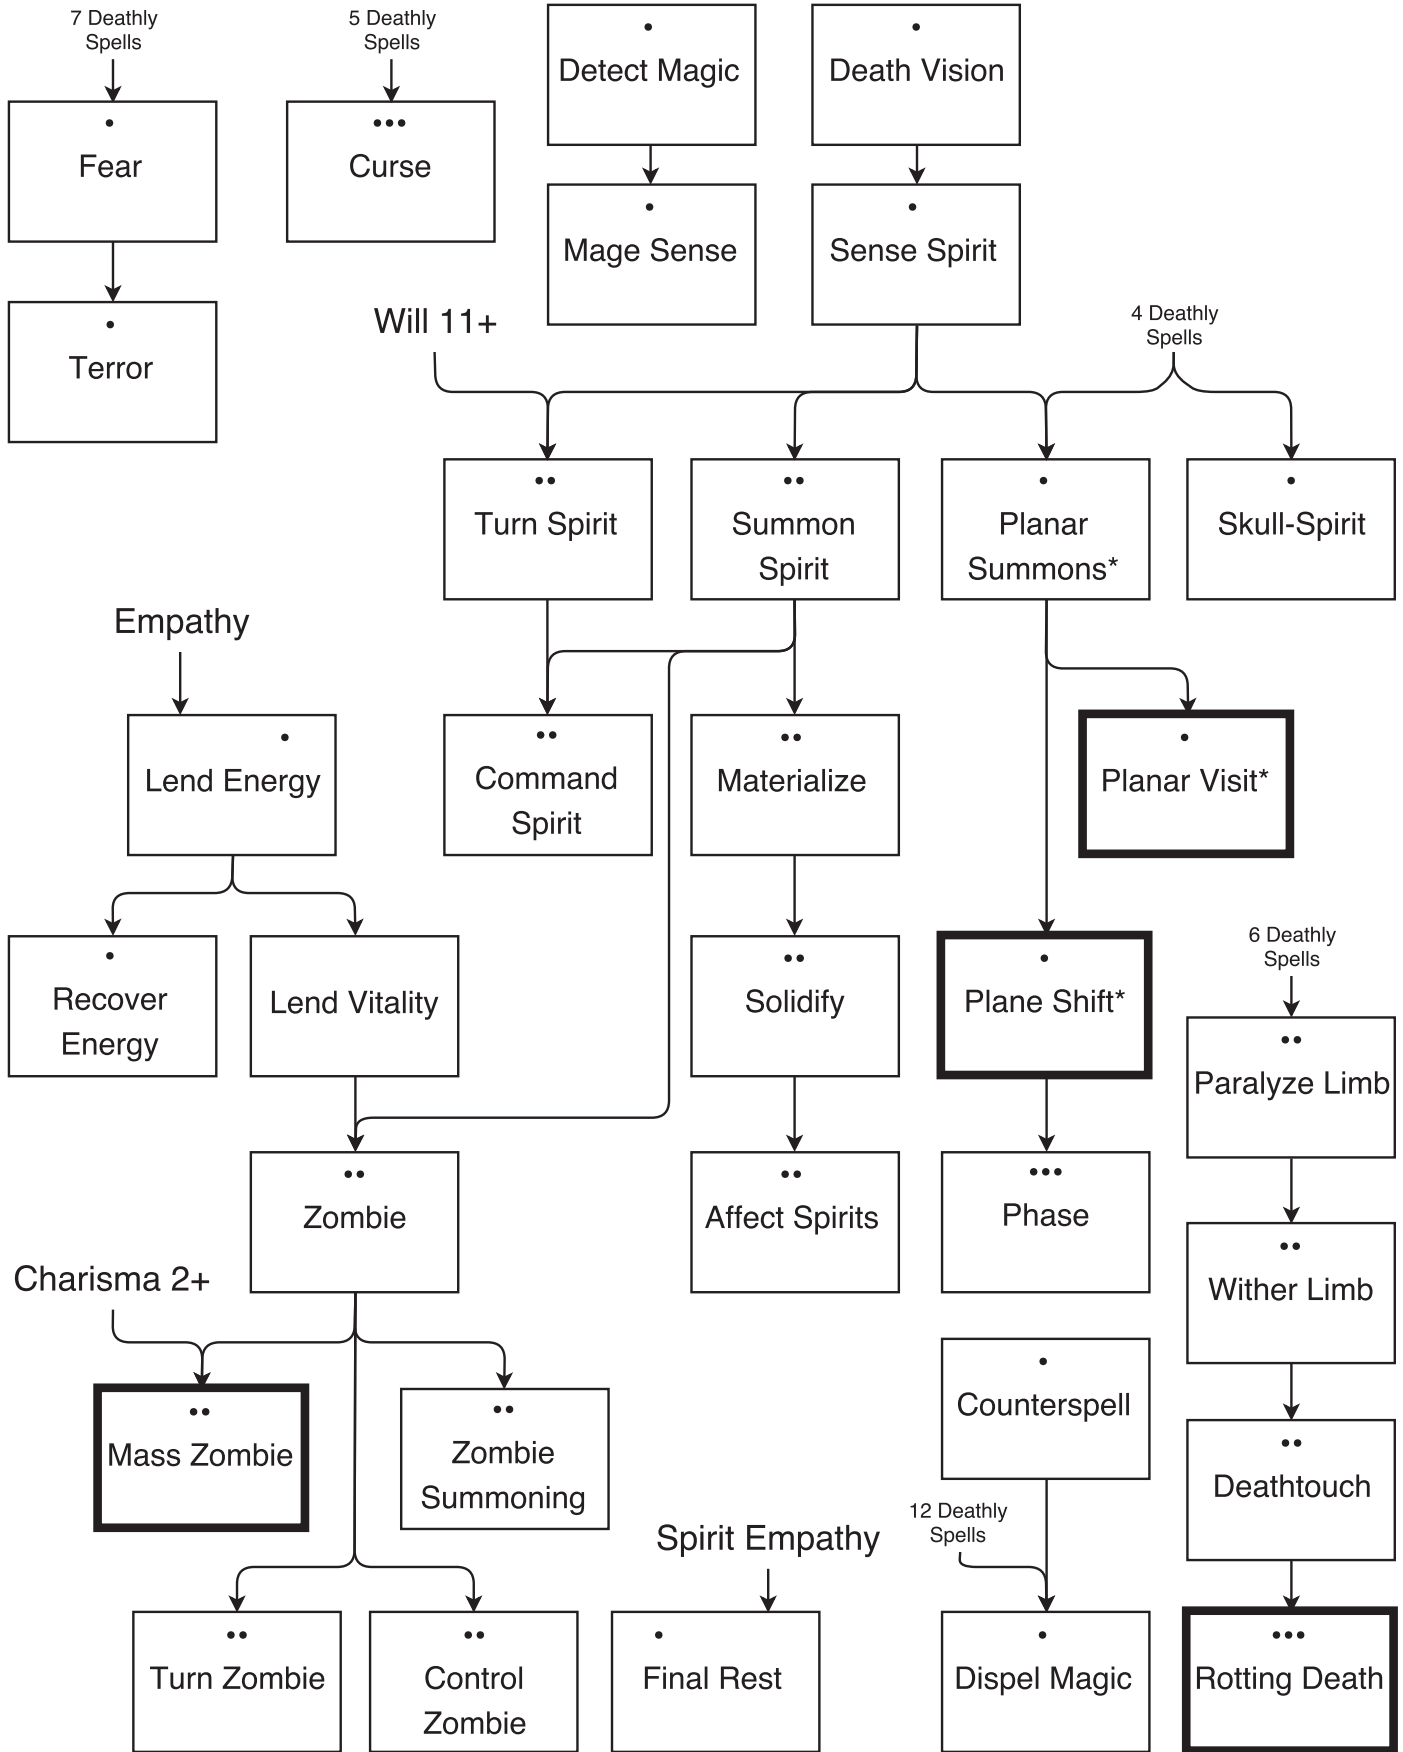 7 Deathly
Spells
5 Deathly
Spells
•
Detect Magic
•
Death Vision
•
Fear
•••
Curse
•
Mage Sense
•
Sense Spirit
•
Terror
Will 11+
4 Deathly
Spells
••
Turn Spirit
••
Summon
Spirit
•
Planar
Summons*
•
Skull-Spirit
Empathy
•
Lend Energy
••
Command
Spirit
••
Materialize
•
Planar Visit*
•
Recover
Energy
Lend Vitality
••
Solidify
•
Plane Shift*
6 Deathly
Spells
••
Paralyze Limb
••
Zombie
••
Affect Spirits
•••
Phase
••
Wither Limb
Charisma 2+
••
Mass Zombie
••
Zombie
Summoning
•
Counterspell
••
Deathtouch
Spirit Empathy
12 Deathly
Spells
••
Turn Zombie
••
Control
Zombie
•
Final Rest
•
Dispel Magic
•••
Rotting Death